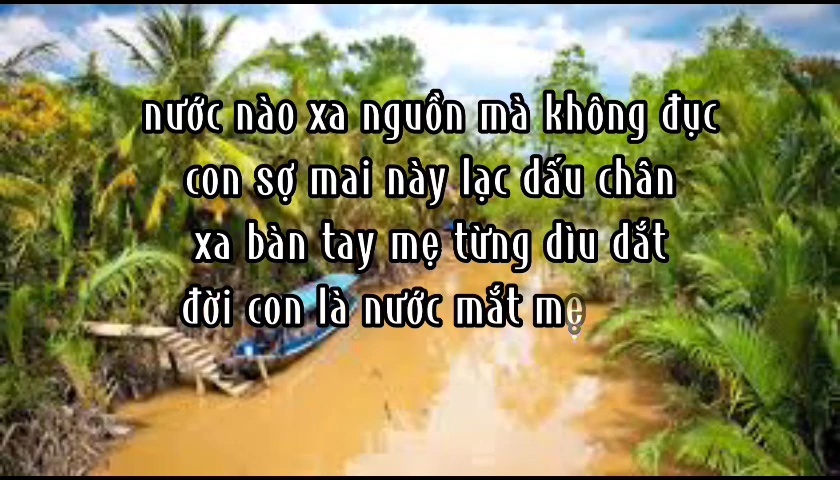 nước nào xa nguồn mà không đục
con sợ mai này lạc dấu chân
xa bàn tay mẹ từng dìu dắt
đời con là nước mắt mẹ